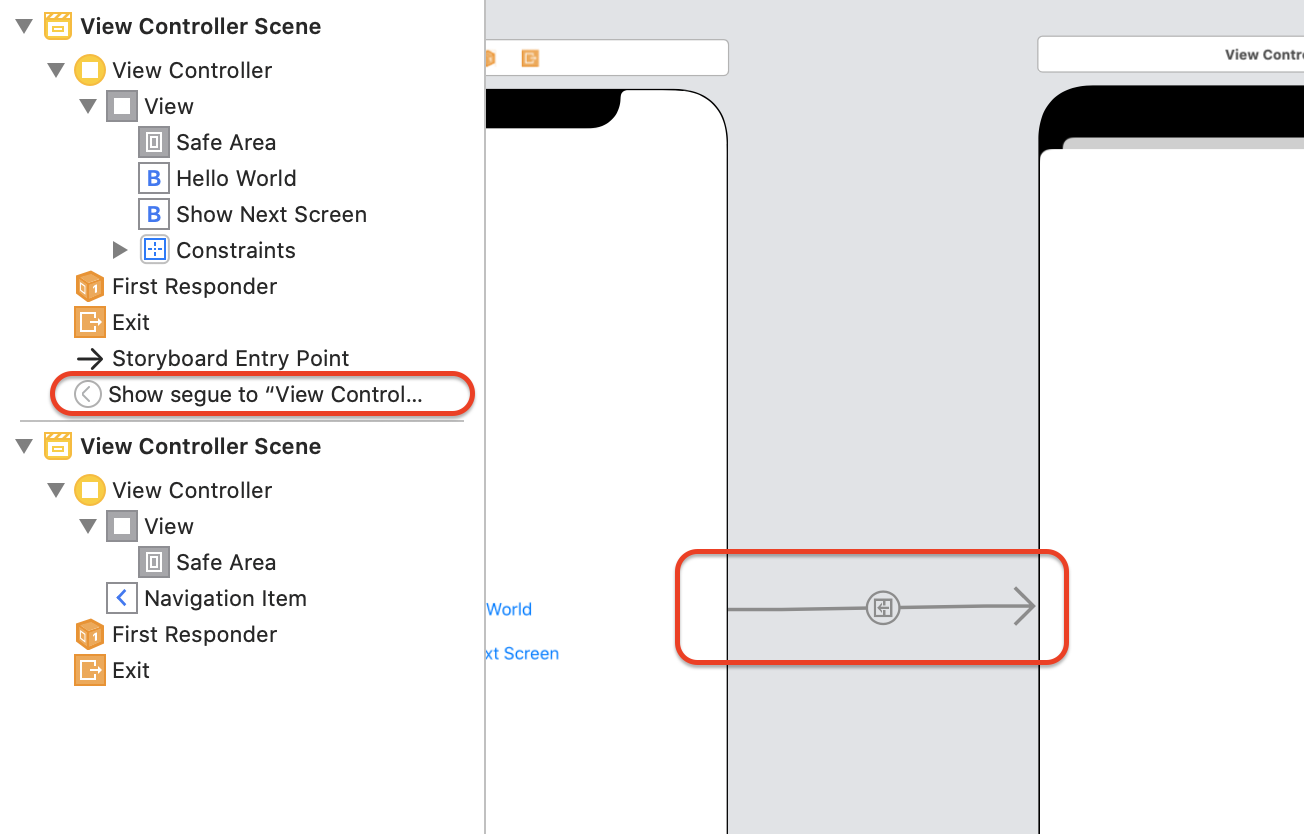 View Controller Scene
View Controller
View
Safe Area
B Hello World
B Show Next Screen
Constraints
First Responder
Exit
Storyboard Entry Point
Show segue to “View Control...
View Controller Scene
View Controller
View
Safe Area
Navigation Item
First Responder
Exit
View Contro
World
xt Screen